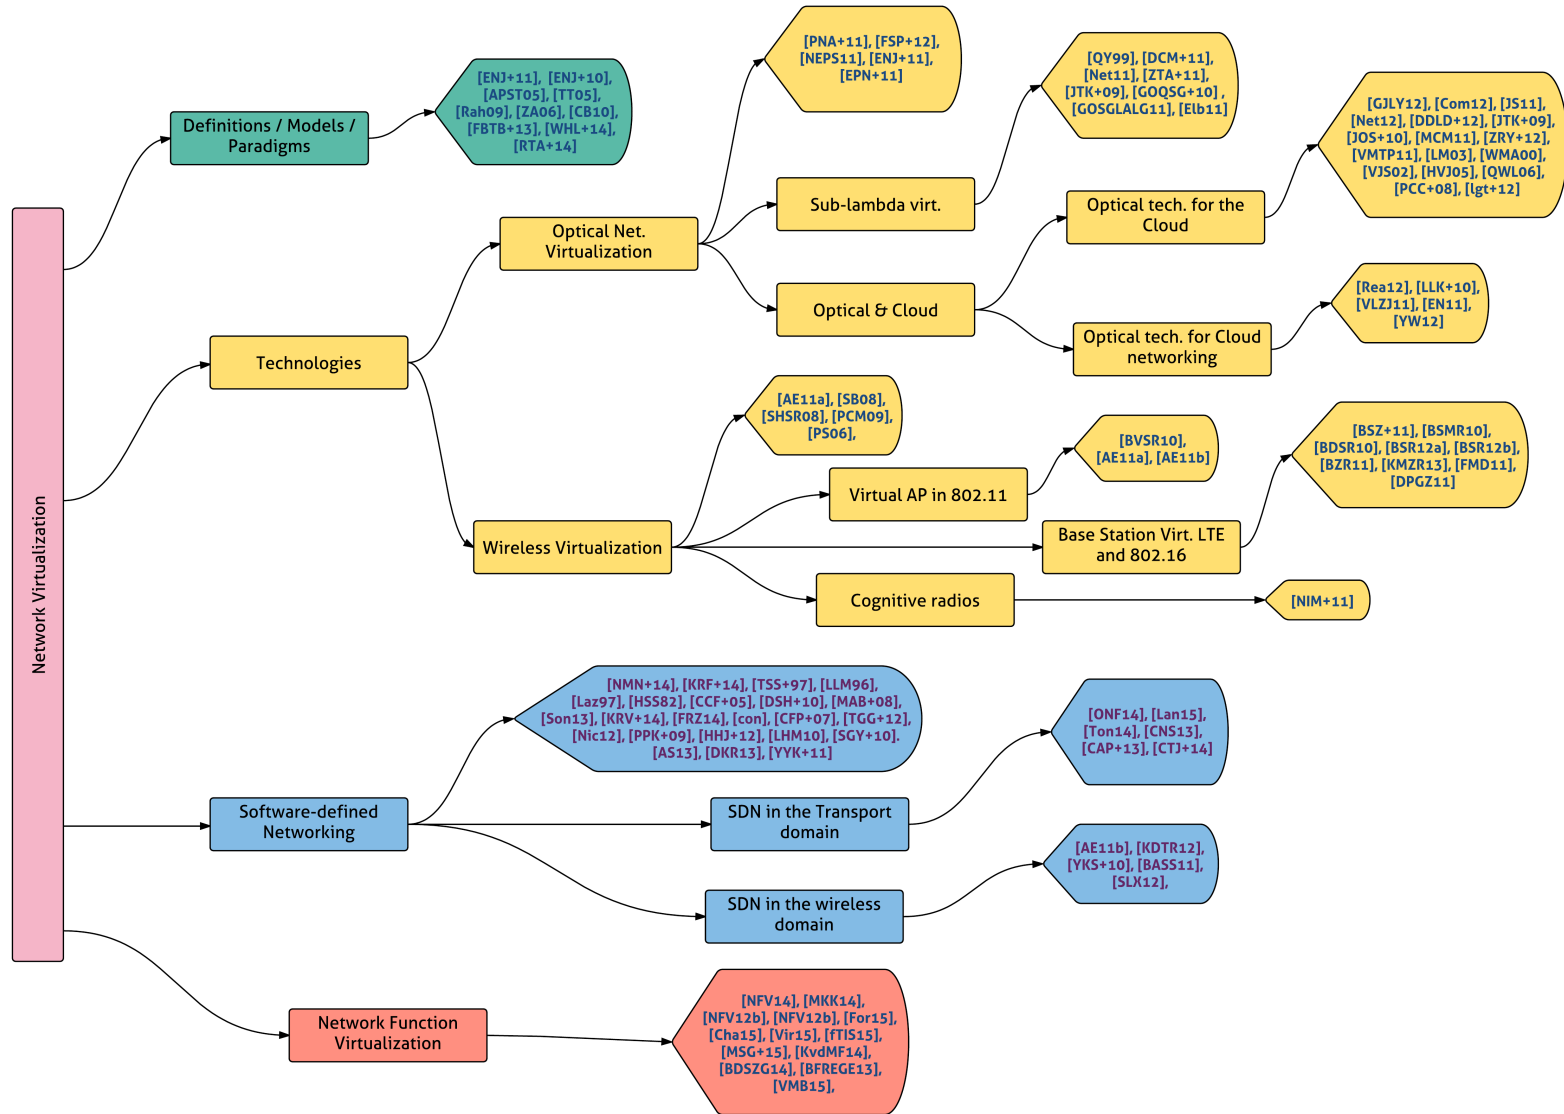 Network Virtualization
Definitions / Models /
Paradigms
[ENJ+11], [ENJ+10],
[APST05], [TT05],
[Rah09], [ZA06], [CB10],
[FBTB+13], [WHL+14],
[RTA+14]
Technologies
Optical Net.
Virtualization
[PNA+11], [FSP+12],
[NEPS11], [ENJ+11],
[EPN+11]
Sub-lambda virt.
[QY99], [DCM+11],
[Net11], [ZTA+11],
[JTK+09], [GOQSG+10] ,
[GOSGLALG11], [Elb11]
Optical & Cloud
Optical tech. for the
Cloud
[GJLY12], [Com12], [JS11],
[Net12], [DDLD+12], [JTK+09],
[JOS+10], [MCM11], [ZRY+12],
[VMTP11], [LM03], [WMA00],
[VJS02], [HVJ05], [QWL06],
[PCC+08], [lgt+12]
Optical tech. for Cloud
networking
[Rea12], [LLK+10],
[VLZJ11], [EN11],
[YW12]
Wireless Virtualization
[AE11a], [SB08],
[SHSR08], [PCM09],
[PS06],
Virtual AP in 802.11
[BVSR10],
[AE11a], [AE11b]
Base Station Virt. LTE
and 802.16
[BSZ+11], [BSMR10],
[BDSR10], [BSR12a], [BSR12b],
[BZR11], [KMZR13], [FMD11],
[DPGZ11]
Cognitive radios
[NIM+11]
Software-defined
Networking
[NMN+14], [KRF+14], [TSS+97], [LLM96],
[Laz97], [HSS82], [CCF+05], [DSH+10], [MAB+08],
[Son13], [KRV+14], [FRZ14], [con], [CFP+07], [TGG+12],
[Nic12], [PPK+09], [HHJ+12], [LHM10], [SGY+10].
[AS13], [DKR13], [YYK+11]
SDN in the Transport
domain
[ONF14], [Lan15],
[Ton14], [CNS13],
[CAP+13], [CTJ+14]
SDN in the wireless
domain
[AE11b], [KDTR12],
[YKS+10], [BASS11],
[SLX12],
Network Function
Virtualization
[NFV14], [MKK14],
[NFV12b], [NFV12b], [For15],
[Cha15], [Vir15], [fTIS15],
[MSG+15], [KvdMF14],
[BDSZG14], [BFREGE13],
[VMB15],